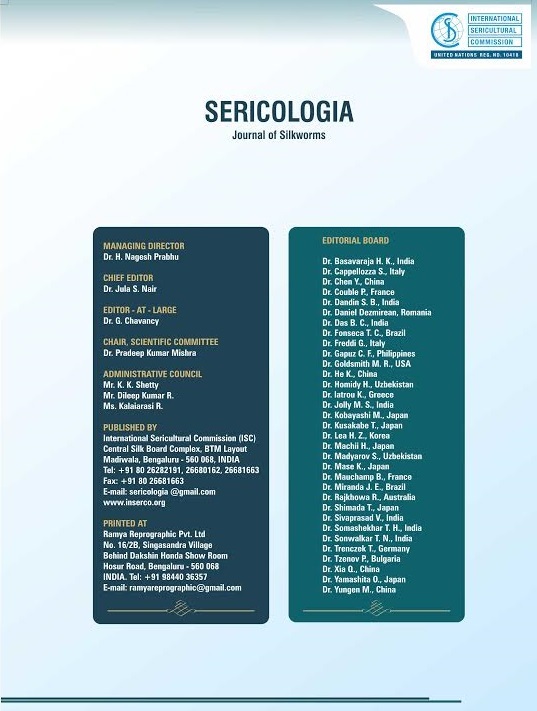 INTERNATIONAL
SERICULTURAL
COMMISSION
UNITED NATIONS REG. NO. 10418
SERICOLOGIA
Journal of Silkworms
MANAGING DIRECTOR
Dr. H. Nagesh Prabhu
CHIEF EDITOR
Dr. Jula S. Nair
EDITOR - AT - LARGE
Dr. G. Chavancy
CHAIR, SCIENTIFIC COMMITTEE
Dr. Pradeep Kumar Mishra
ADMINISTRATIVE COUNCIL
Mr. K. K. Shetty
Mr. Dileep Kumar R.
Ms. Kalaiarasi R.
PUBLISHED BY
International Sericultural Commission (ISC)
Central Silk Board Complex, BTM Layout
Madiwala, Bengaluru - 560 068, INDIA
Tel: +91 80 26282191, 26680162, 26681663
Fax: +91 80 26681663
E-mail: sericologia @gmail.com
www.inserco.org
PRINTED AT
Ramya Reprographic Pvt. Ltd
No. 16/2B, Singasandra Village
Behind Dakshin Honda Show Room
Hosur Road, Bengaluru - 560 068
INDIA. Tel: +91 98440 36357
E-mail: ramyareprographic@gmail.com
EDITORIAL BOARD
Dr. Basavaraja H. K., India
Dr. Cappellozza S., Italy
Dr. Chen Y., China
Dr. Couble P., France
Dr. Dandin S. B., India
Dr. Daniel Dezmirean, Romania
Dr. Das B. C., India
Dr. Fonseca T. C., Brazil
Dr. Freddi G., Italy
Dr. Gapuz C. F., Philippines
Dr. Goldsmith M. R., USA
Dr. He K., China
Dr. Homidy H., Uzbekistan
Dr. Iatrou K., Greece
Dr. Jolly M. S., India
Dr. Kobayashi M., Japan
Dr. Kusakabe T., Japan
Dr. Lea H. Z., Korea
Dr. Machii H., Japan
Dr. Madyarov S., Uzbekistan
Dr. Mase K., Japan
Dr. Mauchamp B., France
Dr. Miranda J. E., Brazil
Dr. Rajkhowa R., Australia
Dr. Shimada T., Japan
Dr. Sivaprasad V., India
Dr. Somashekhar T. H., India
Dr. Sonwalkar T. N., India
Dr. Trenczek T., Germany
Dr. Tzenov P., Bulgaria
Dr. Xia Q., China
Dr. Yamashita O., Japan
Dr. Yungen M., China